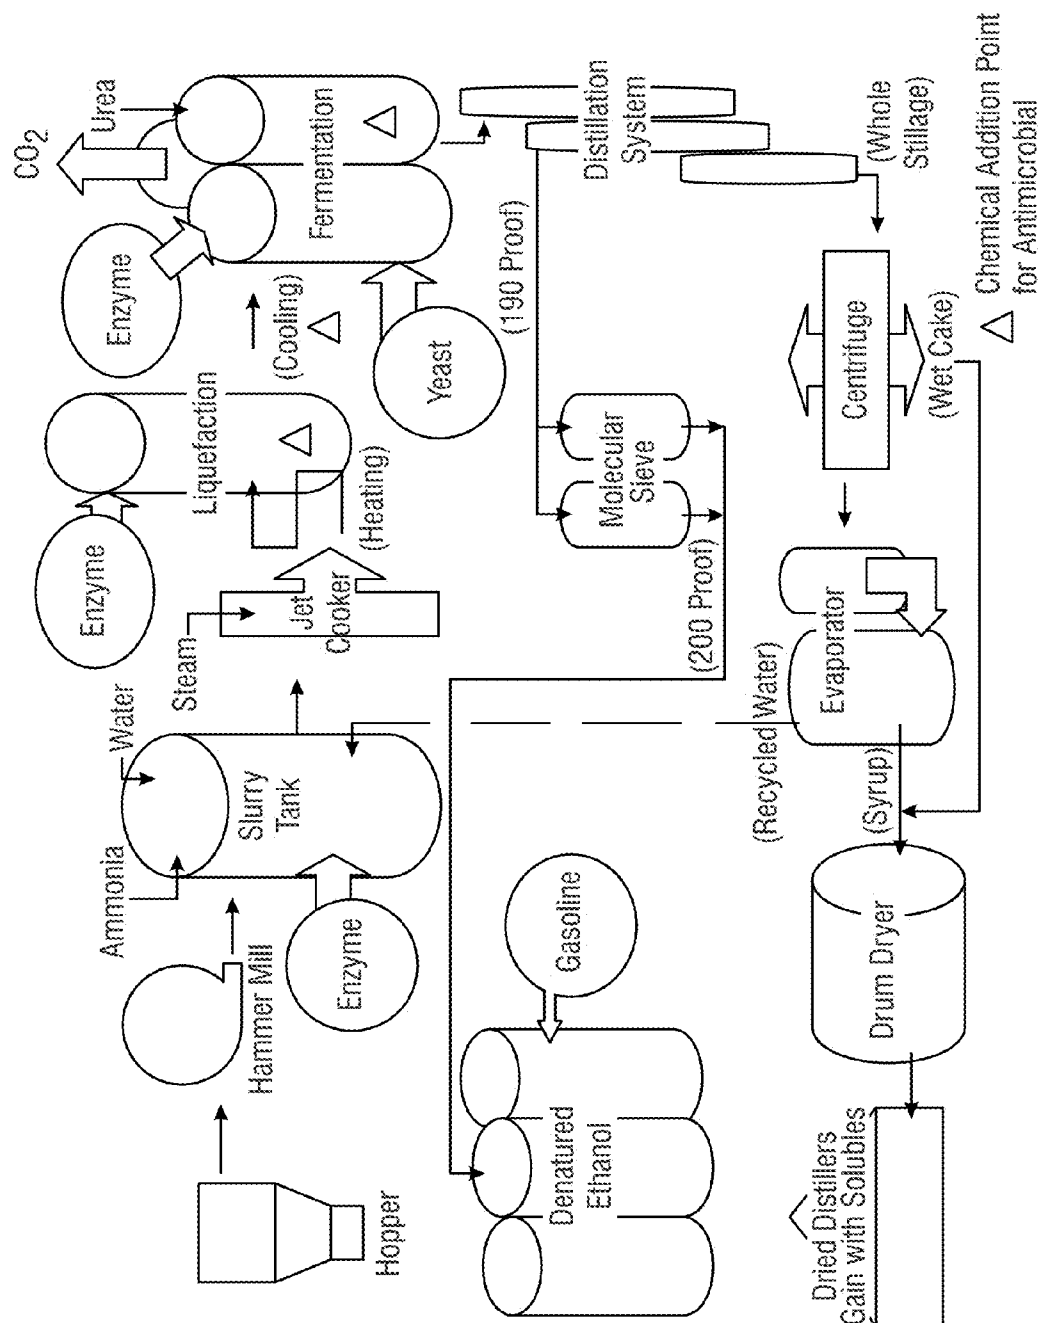 CO2
Urea
Enzyme
Fermentation
(Cooling)
Yeast
Enzyme
Liquefaction
(Heating)
Steam
Jet
Cooker
Water
Ammonia
Slurry
Tank
Enzyme
Hammer Mill
Hopper
Distillation
System
(190 Proof)
Molecular
Sieve
(200 Proof)
Gasoline
Denatured
Ethanol
(Whole
Stillage)
Centrifuge
(Wet Cake)
Evaporator
(Recycled Water)
(Syrup)
Drum Dryer
Dried Distillers
Gain with Solubles
Chemical Addition Point
for Antimicrobial